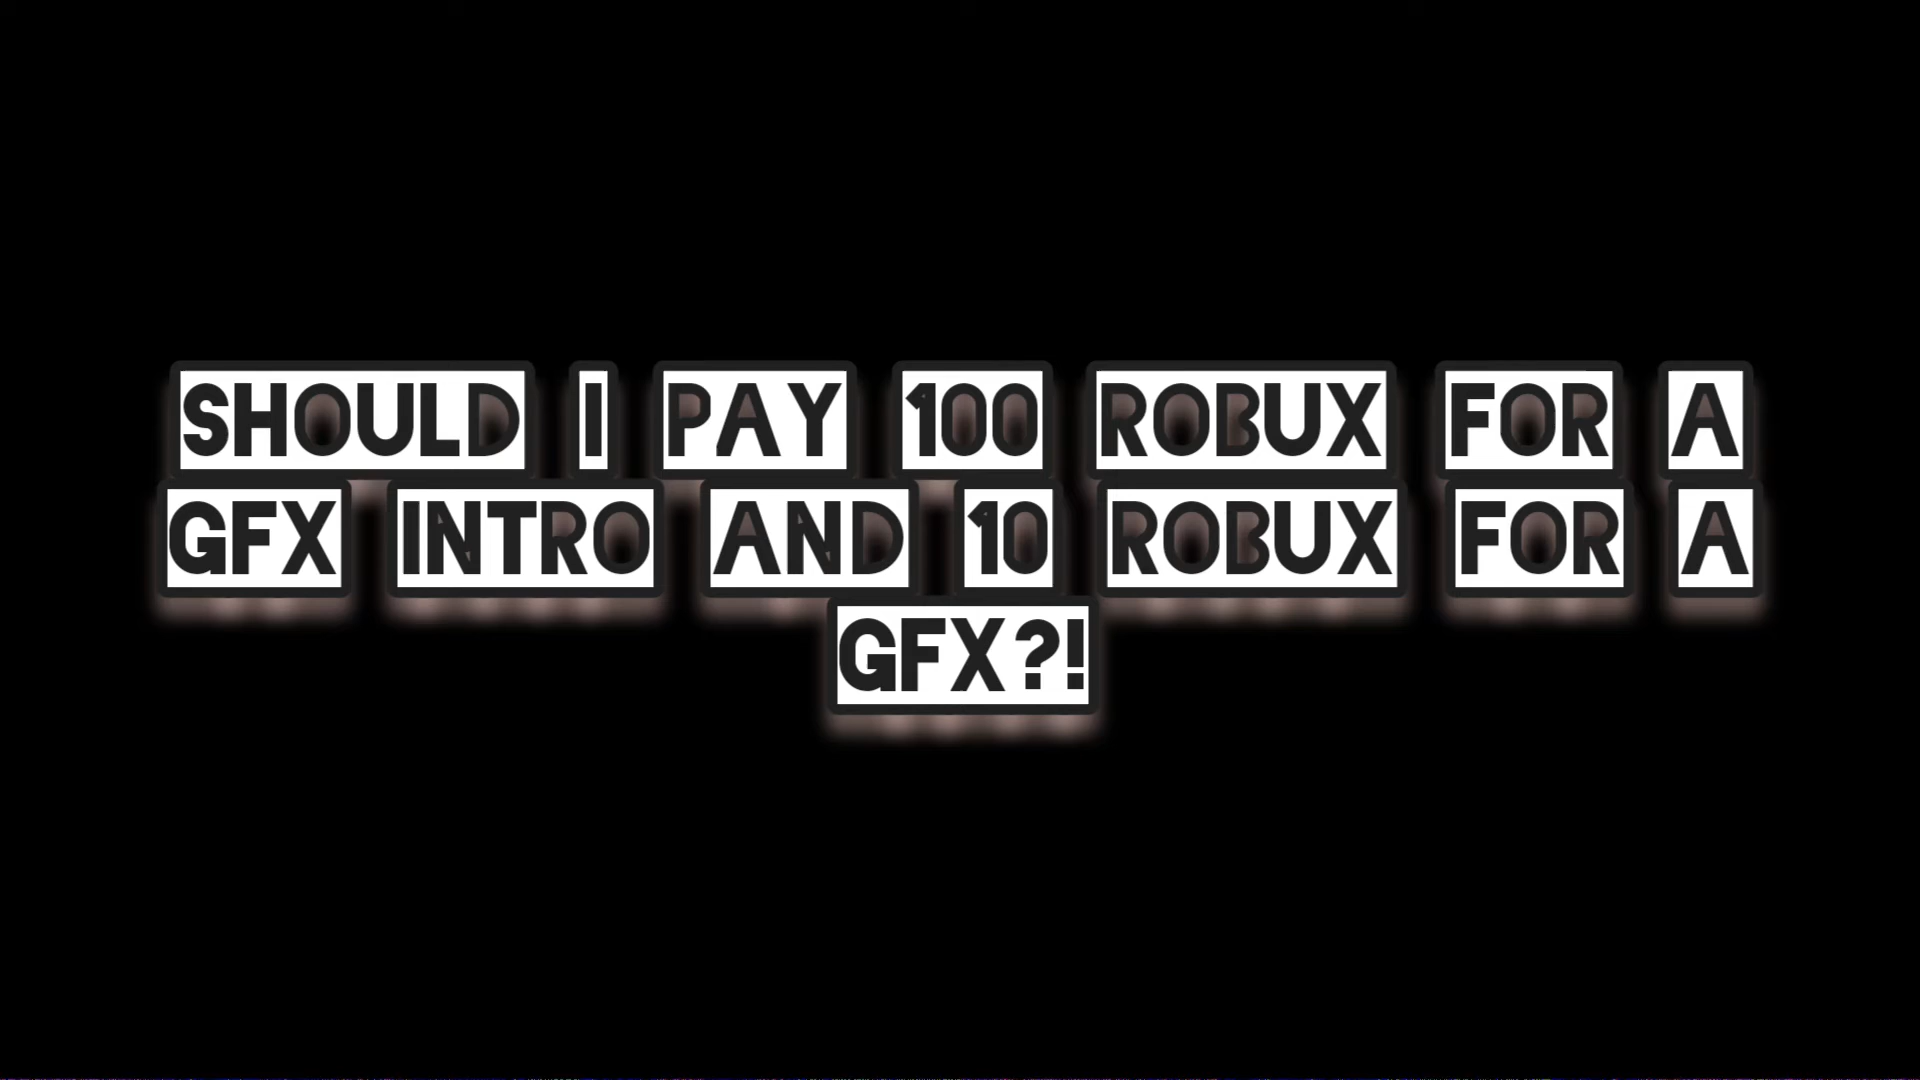 SHOULD I PAY 100 ROBUX FOR A
GFX INTRO AND 10 ROBUX FOR A
GFX?!